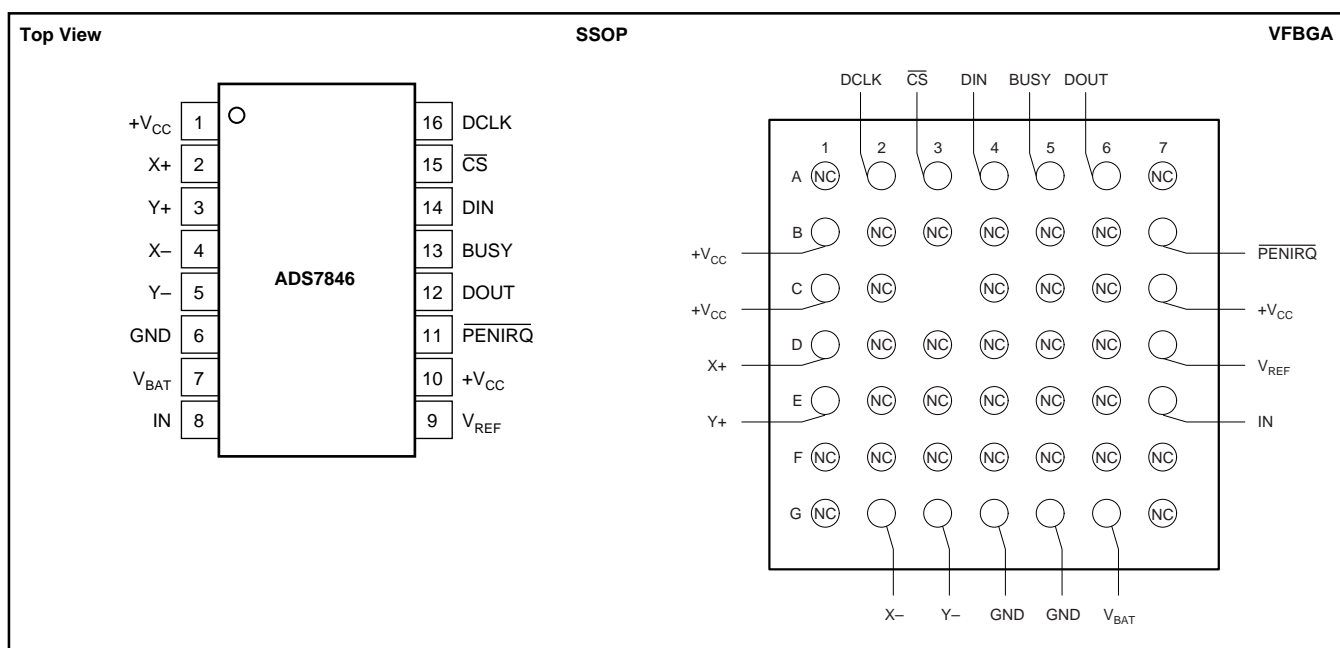 Top View SSOP VFBGA
+VCC 1 16 DCLK
X+ 2 15 CS
Y+ 3 14 DIN
X– 4 13 BUSY
Y– 5 12 DOUT
GND 6 11 PENIRQ
VBAT 7 10 +VCC
IN 8 9 VREF
ADS7846
DCLK CS DIN BUSY DOUT
1 2 3 4 5 6 7
A NC NC
B NC NC NC NC NC
+VCC PENIRQ
C NC NC NC NC
+VCC +VCC
D NC NC NC NC NC
X+ VREF
E NC NC NC NC NC
Y+ IN
F NC NC NC NC NC NC NC
G NC NC
X– Y– GND GND VBAT